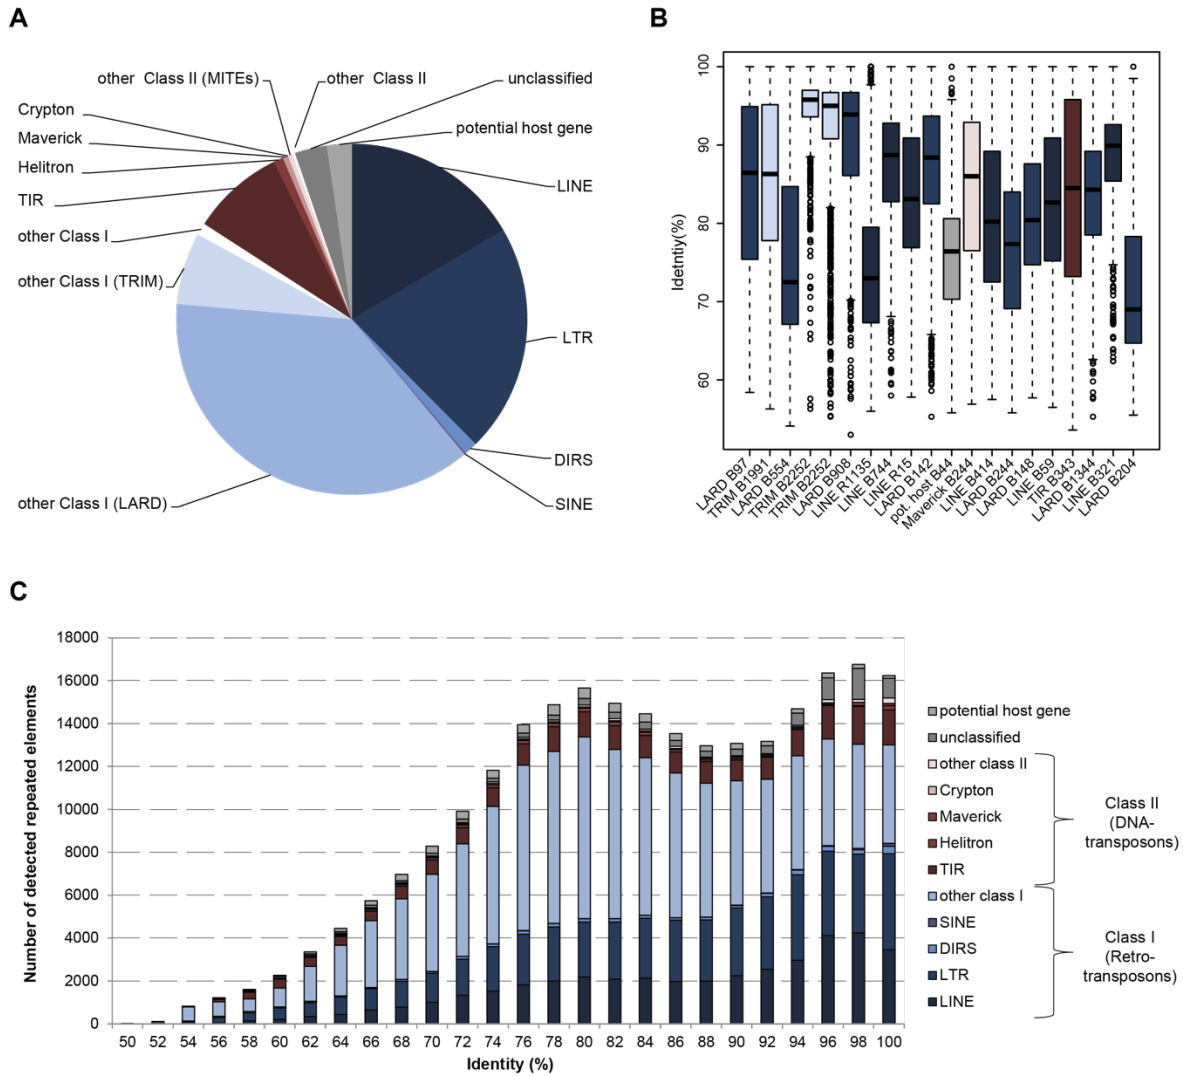 A
other Class II (MITEs)
other Class II
unclassified
Crypton
potential host gene
Maverick
Helitron
LINE
TIR
other Class I
other Class I (TRIM)
LTR
DIRS
other Class I (LARD)
SINE
B
Idetntiy(%)
100
90
80
70
60
LARD B97
TRIM B1991
LARD B554
TRIM B2252
TRIM B2252
LARD B908
LINE R1135
LINE B744
LINE R15
LARD B142
pot. host B44
Maverick B244
LINE B414
LARD B244
LARD B148
LINE B59
TIR B343
LARD B1344
LINE B321
LARD B204
C
Number of detected repeated elements
18000
16000
14000
12000
10000
8000
6000
4000
2000
0
50 52 54 56 58 60 62 64 66 68 70 72 74 76 78 80 82 84 86 88 90 92 94 96 98 100
Identity (%)
potential host gene
unclassified
other class II
Crypton
Maverick
Helitron
TIR
other class I
SINE
DIRS
LTR
LINE
Class II
(DNA-
transposons)
Class I
(Retro-
transposons)